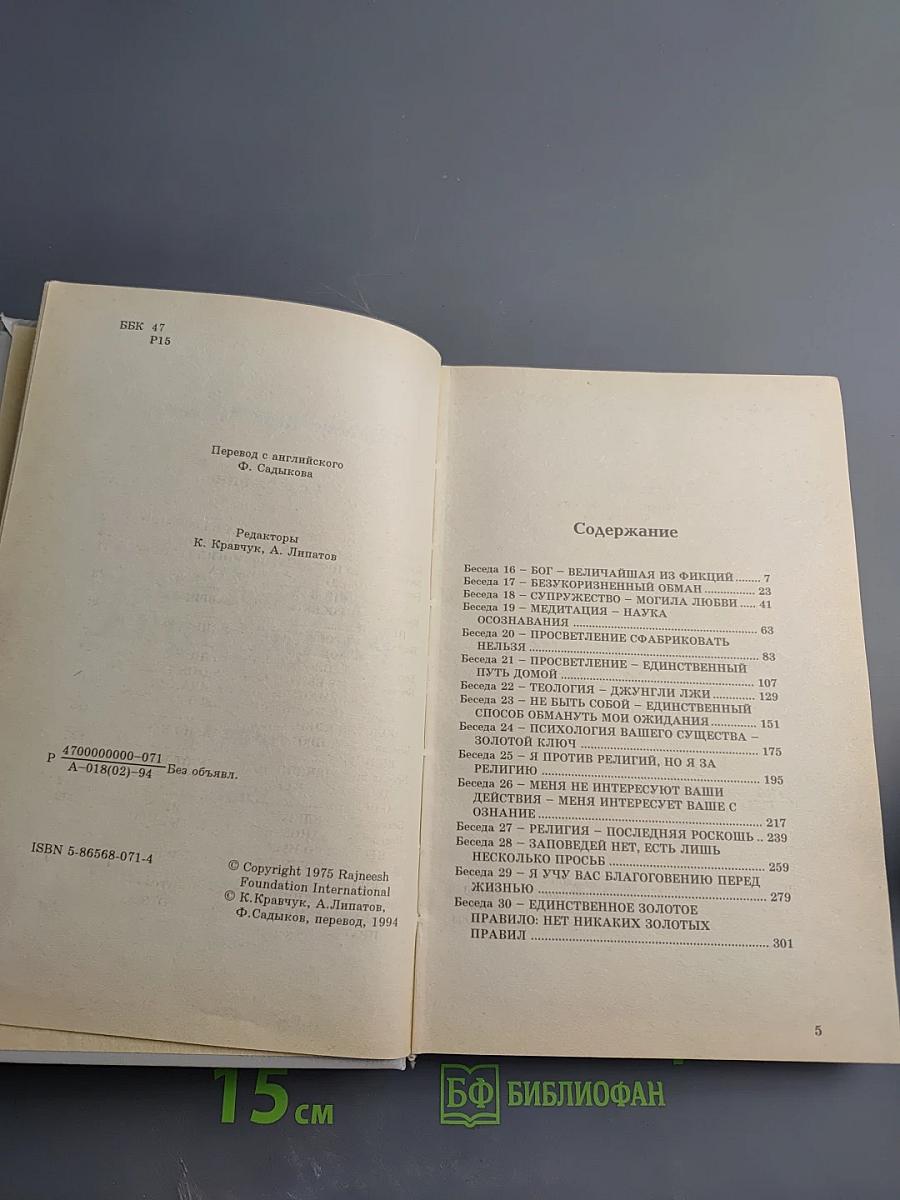 ББК 47
Р15
Перевод с английского
Ф. Садыкова
Редакторы
К. Кравчук, А. Липатов
Р 4700000000-071
А-018(02)-94 Без объявл.
ISBN 5-86568-071-4
© Copyright 1975 Rajneesh
Foundation International
© К.Кравчук, А.Липатов,
Ф.Садыков, перевод, 1994
Содержание
Беседа 16 – БОГ – ВЕЛИЧАЙШАЯ ИЗ ФИКЦИЙ....... 7
Беседа 17 – БЕЗУКОРИЗНЕННЫЙ ОБМАН............... 23
Беседа 18 – СУПРУЖЕСТВО – МОГИЛА ЛЮБВИ..... 41
Беседа 19 – МЕДИТАЦИЯ – НАУКА
ОСОЗНАВАНИЯ ........................................................ 63
Беседа 20 – ПРОСВЕТЛЕНИЕ СФАБРИКОВАТЬ
НЕЛЬЗЯ ..................................................................... 83
Беседа 21 – ПРОСВЕТЛЕНИЕ – ЕДИНСТВЕННЫЙ
ПУТЬ ДОМОЙ .......................................................... 107
Беседа 22 – ТЕОЛОГИЯ – ДЖУНГЛИ ЛЖИ............. 129
Беседа 23 – НЕ БЫТЬ СОБОЙ – ЕДИНСТВЕННЫЙ
СПОСОБ ОБМАНУТЬ МОИ ОЖИДАНИЯ............... 151
Беседа 24 – ПСИХОЛОГИЯ ВАШЕГО СУЩЕСТВА –
ЗОЛОТОЙ КЛЮЧ ..................................................... 175
Беседа 25 – Я ПРОТИВ РЕЛИГИЙ, НО Я ЗА
РЕЛИГИЮ ................................................................. 195
Беседа 26 – МЕНЯ НЕ ИНТЕРЕСУЮТ ВАШИ
ДЕЙСТВИЯ – МЕНЯ ИНТЕРЕСУЕТ ВАШЕ С
ОЗНАНИЕ................................................................... 217
Беседа 27 – РЕЛИГИЯ – ПОСЛЕДНЯЯ РОСКОШЬ .. 239
Беседа 28 – ЗАПОВЕДЕЙ НЕТ, ЕСТЬ ЛИШЬ
НЕСКОЛЬКО ПРОСЬБ ............................................ 259
Беседа 29 – Я УЧУ ВАС БЛАГОГОВЕНИЮ ПЕРЕД
ЖИЗНЬЮ ................................................................... 279
Беседа 30 – ЕДИНСТВЕННОЕ ЗОЛОТОЕ
ПРАВИЛО: НЕТ НИКАКИХ ЗОЛОТЫХ
ПРАВИЛ ..................................................................... 301
5
15 см
БФ БИБЛИОФАН